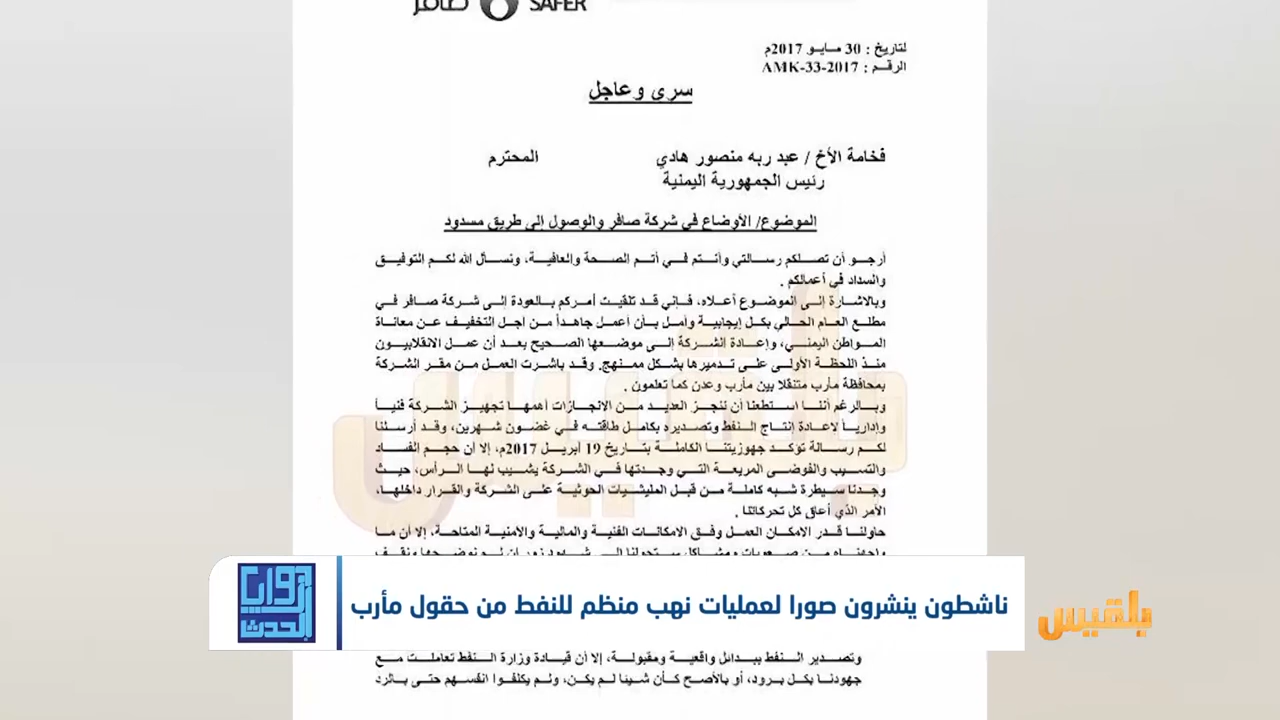 صافر SAFER
لتاريخ : 30 مايو 2017م
الرقم : AMK-33-2017
سرى وعاجل
فخامة الأخ / عبد ربه منصور هادي المحترم
رئيس الجمهورية اليمنية
الموضوع/ الأوضاع في شركة صافر والوصول إلى طريق مسدود
أرجو أن تصلكم رسالتي وأنتم في أتم الصحة والعافية، ونسأل الله لكم التوفيق
والسداد في أعمالكم .
وبالاشارة إلى الموضوع أعلاه، فإني قد تلقيت أمركم بالعودة إلى شركة صافر في
مطلع العام الحالي بكل إيجابية وامل بأن أعمل جاهداً من اجل التخفيف عن معاناة
المواطن اليمني، وإعادة الشركة إلى موضعها الصحيح بعد أن عمل الانقلابيون
منذ اللحظة الأولى على تدميرها بشكل ممنهج. وقد باشرت العمل من مقر الشركة
بمحافظة مأرب متنقلا بين مأرب وعدن كما تعلمون .
وبالرغم أننا استطعنا أن ننجز العديد من الانجازات أهمها تجهيز الشركة فنياً
وإدارياً لاعادة إنتاج النفط وتصديره بكامل طاقته في غضون شهرين، وقد أرسلنا
لكم رسالة تؤكد جهوزيتنا الكاملة بتاريخ 19 أبريل 2017م، إلا ان حجم الفساد
والتسيب والفوضى المريعة التي وجدتها في الشركة يشيب لها الرأس، حيث
وجدنا سيطرة شبه كاملة من قبل المليشيات الحوثية على الشركة والقرار داخلها،
الأمر الذي أعاق كل تحركاتنا .
حاولنا قدر الامكان العمل وفق الامكانات الفنية والمالية والامنية المتاحة، إلا أن ما
ناشطون ينشرون صورا لعمليات نهب منظم للنفط من حقول مأرب
بلقيس
وتصدير النفط ببدائل واقعية ومقبولة، إلا أن قيادة وزارة النفط تعاملت مع
جهودنا بكل برود، أو بالأصح كأن شيئا لم يكن، ولم يكلفوا انفسهم حتى بالرد